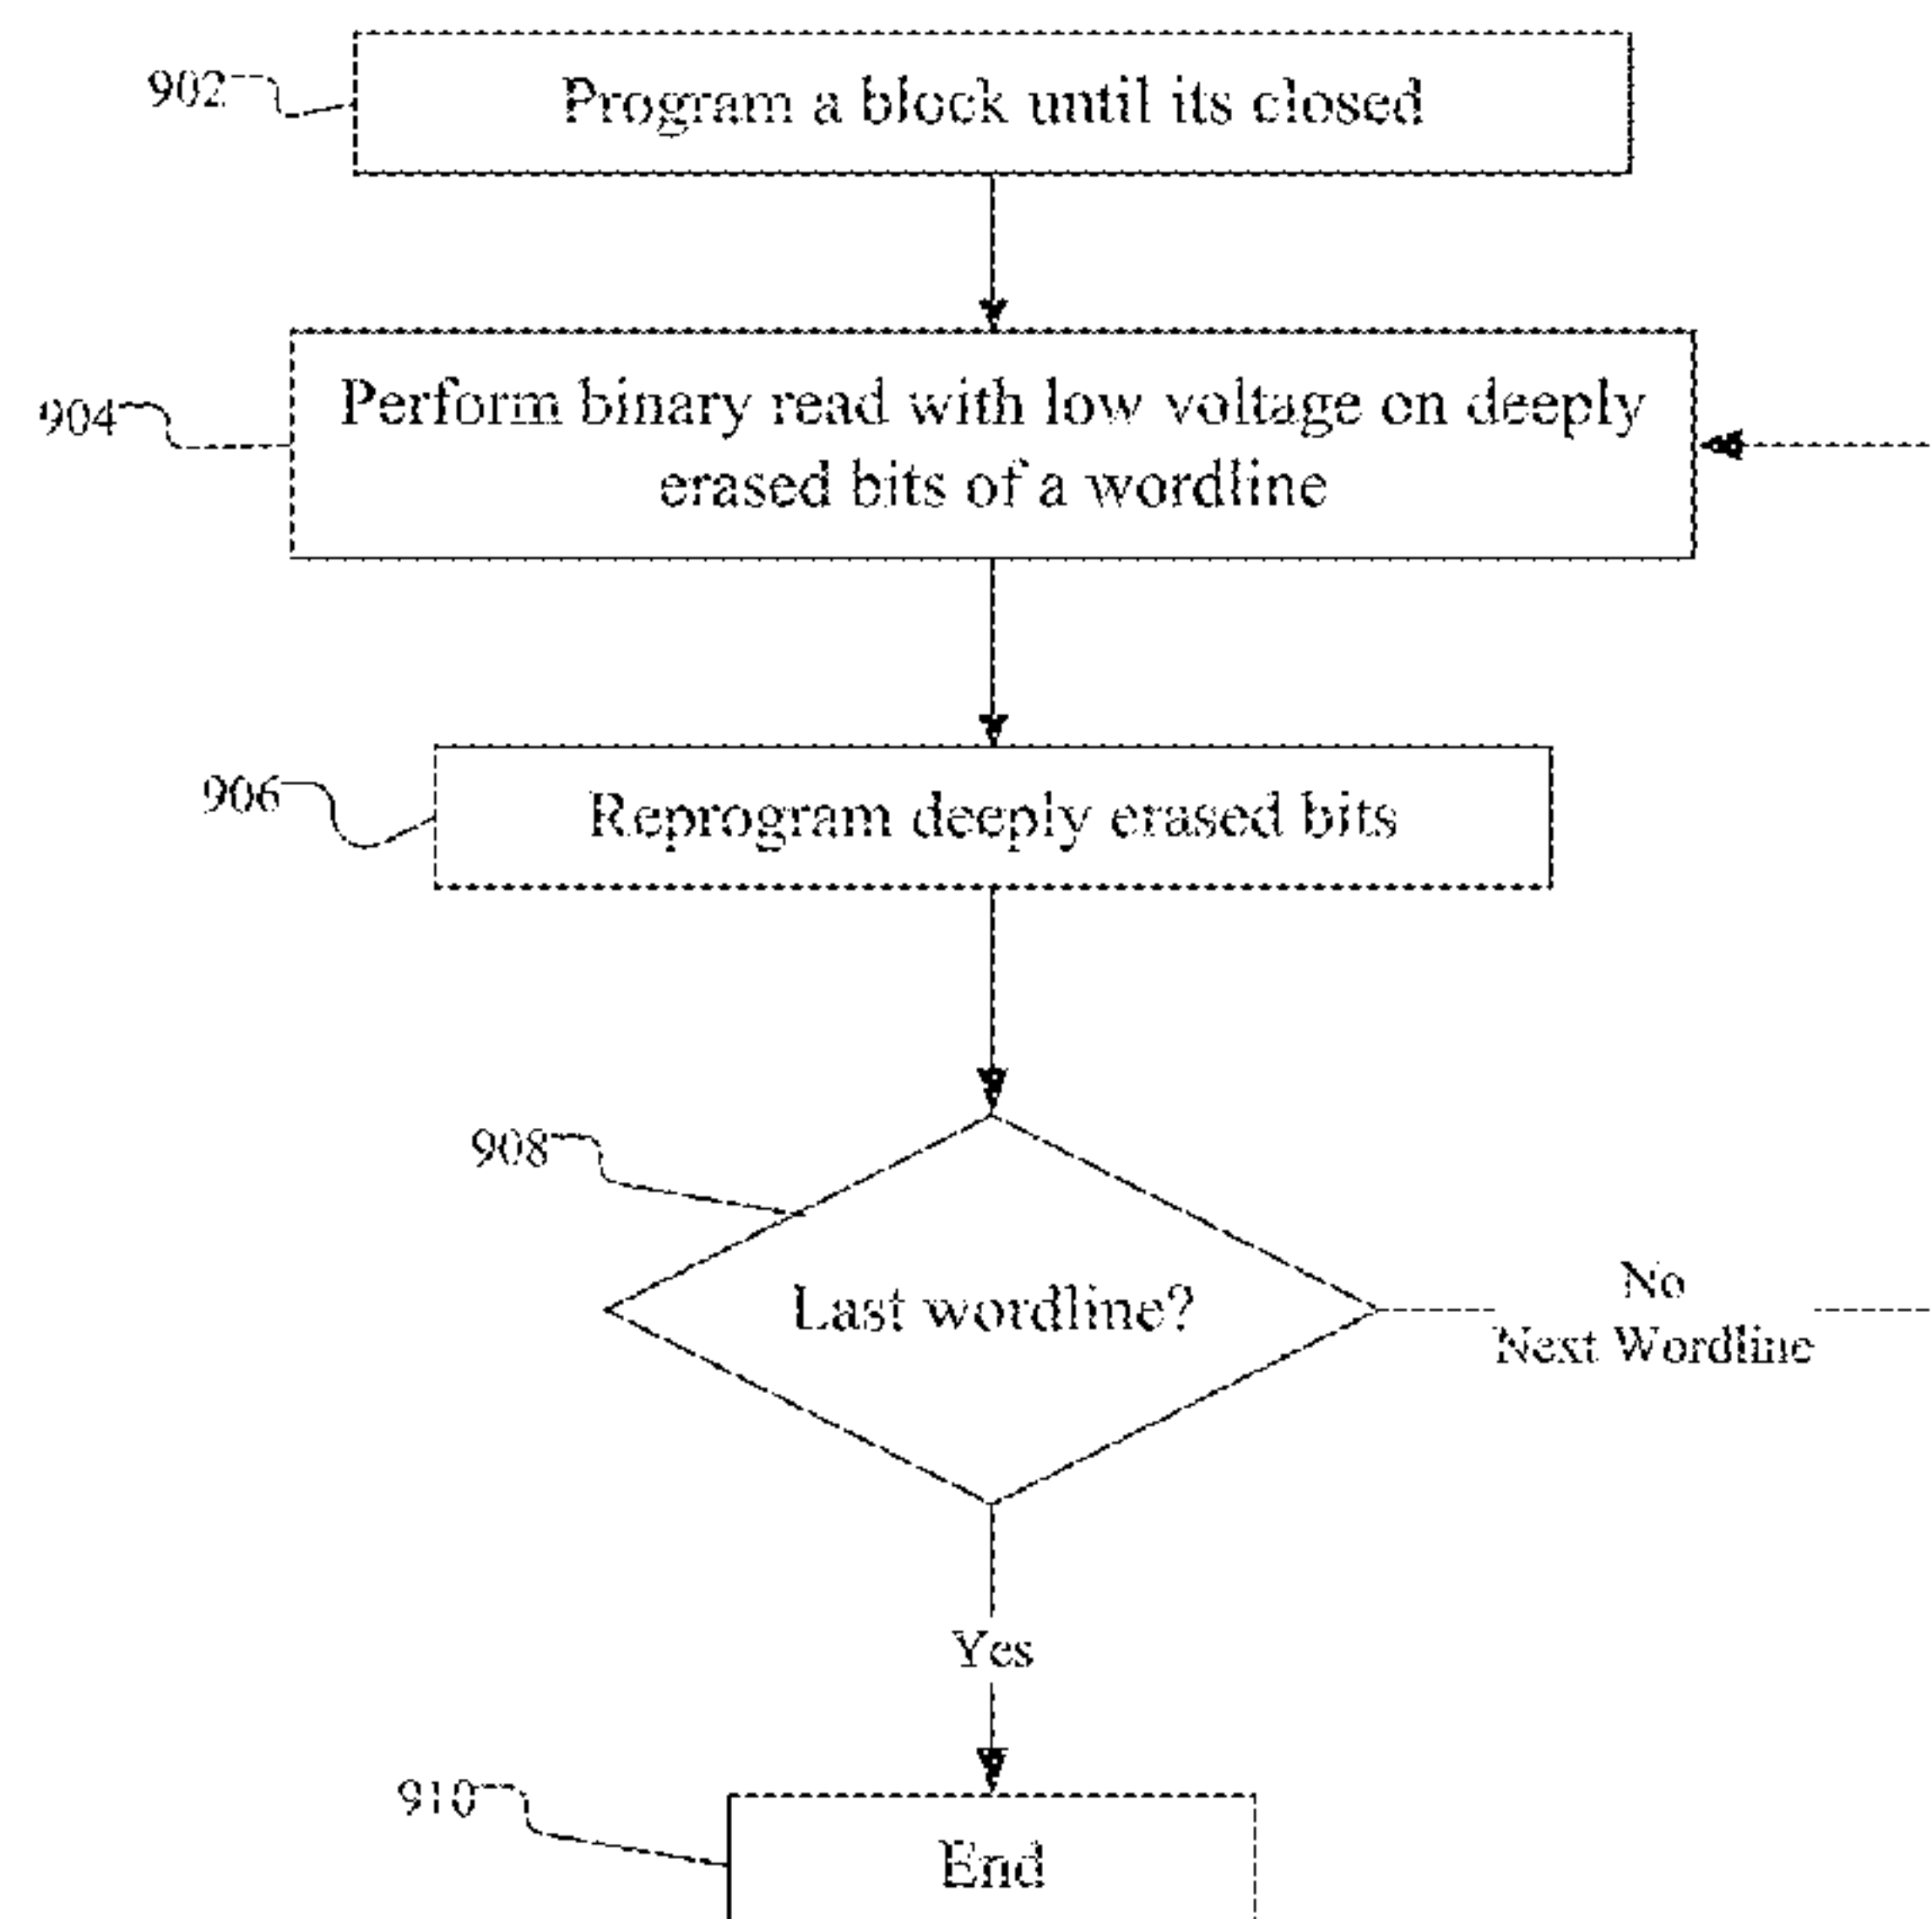 902
Program a block until its closed
904
Perform binary read with low voltage on deeply
erased bits of a wordline
906
Reprogram deeply erased bits
908
Last wordline?
No
Next Wordline
Yes
910
End